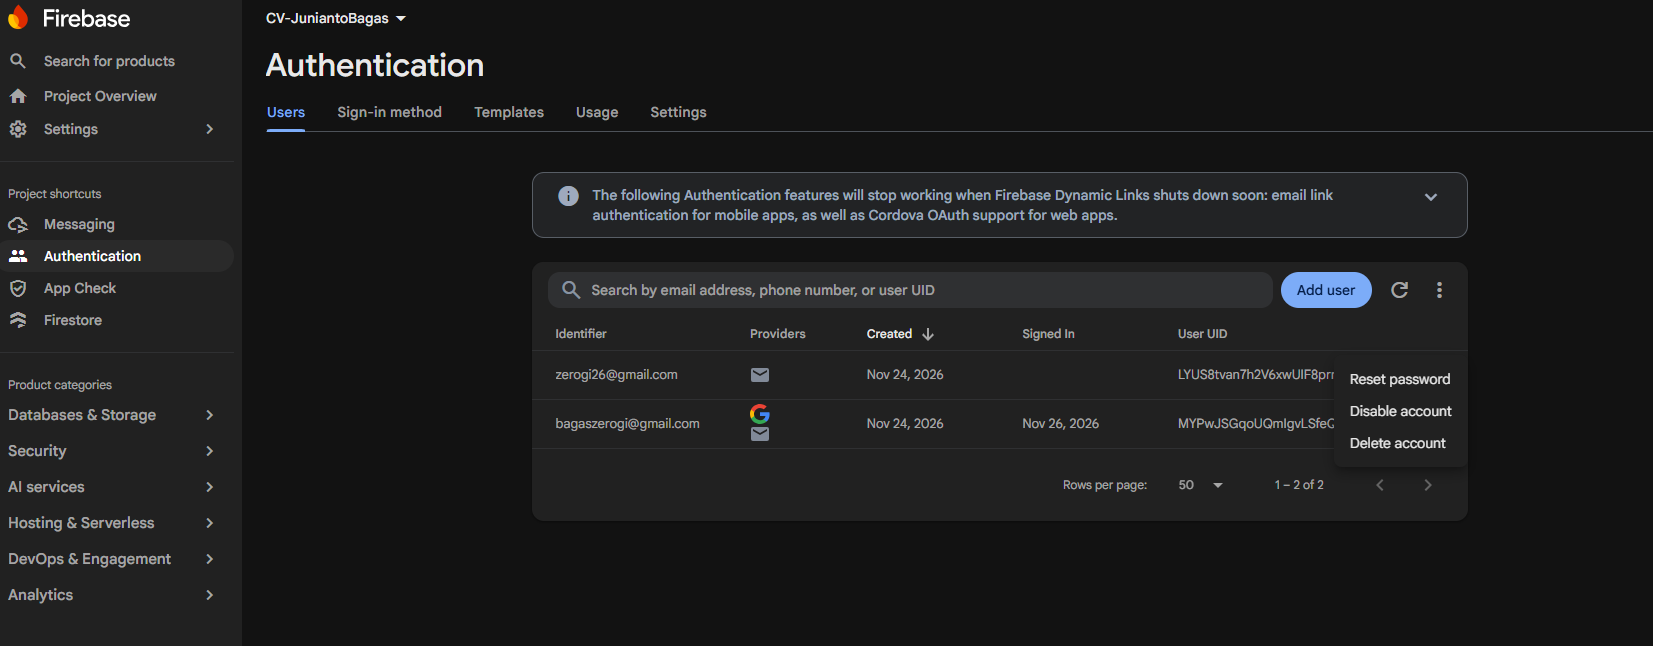 Firebase
Search for products
Project Overview
Settings
Project shortcuts
Messaging
Authentication
App Check
Firestore
Product categories
Databases & Storage
Security
AI services
Hosting & Serverless
DevOps & Engagement
Analytics
CV-JuniantoBagas
Authentication
Users Sign-in method Templates Usage Settings
The following Authentication features will stop working when Firebase Dynamic Links shuts down soon: email link
authentication for mobile apps, as well as Cordova OAuth support for web apps.
Search by email address, phone number, or user UID Add user
Identifier Providers Created Signed In User UID
zerogi26@gmail.com Nov 24, 2026
bagaszerogi@gmail.com Nov 24, 2026 Nov 26, 2026
Reset password
Disable account
Delete account
Rows per page: 50 1 – 2 of 2